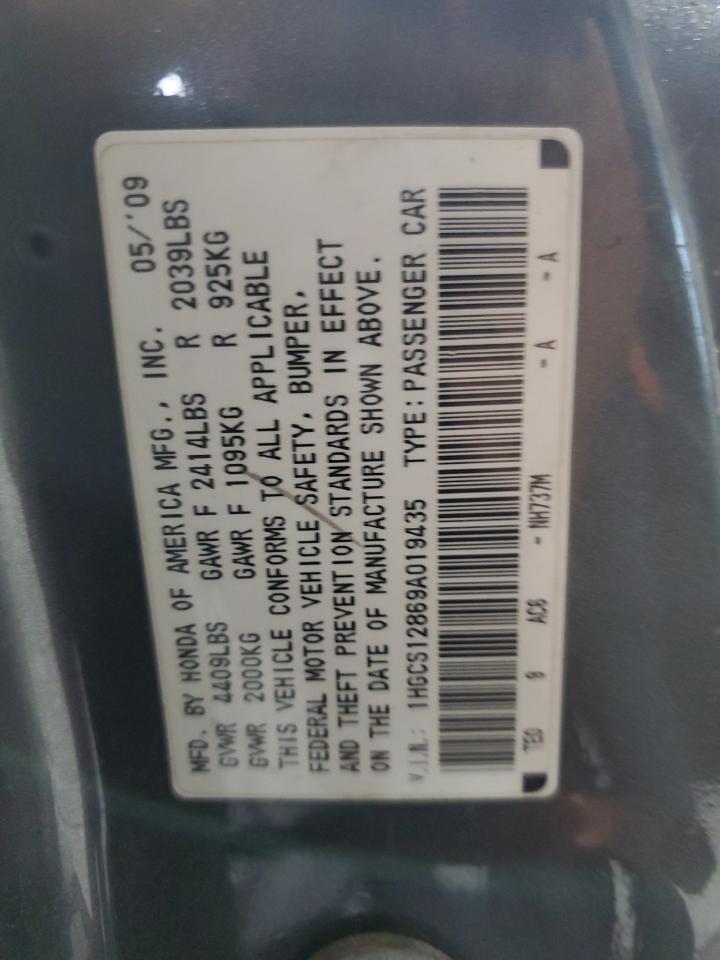 MFD. BY HONDA OF AMERICA MFG., INC. 05/'09
GVWR 4409LBS GAWR F 2414LBS R 2039LBS
GVWR 2000KG GAWR F 1095KG R 925KG
THIS VEHICLE CONFORMS TO ALL APPLICABLE
FEDERAL MOTOR VEHICLE SAFETY, BUMPER,
AND THEFT PREVENTION STANDARDS IN EFFECT
ON THE DATE OF MANUFACTURE SHOWN ABOVE.
V.I.N.: 1HGCS12869A019435 TYPE:PASSENGER CAR
TE0 9 AC6 - NH737M - A - A